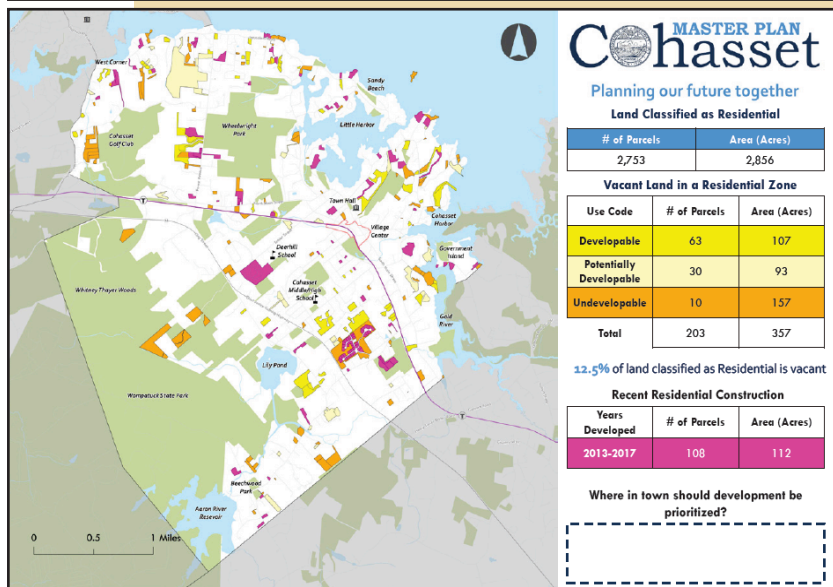 MASTER PLAN
Cohasset
Planning our future together
Land Classified as Residential
# of Parcels Area (Acres)
2,753 2,856
Vacant Land in a Residential Zone
Use Code # of Parcels Area (Acres)
Developable 63 107
Potentially
Developable 30 93
Undevelopable 10 157
Total 203 357
12.5% of land classified as Residential is vacant
Recent Residential Construction
Years
Developed # of Parcels Area (Acres)
2013-2017 108 112
Where in town should development be
prioritized?
West Corner
Sandy
Beech
Cohasset
Golf Club
Wheelwright
Park
Little Harbor
T
Town Hall
Cohasset
Harbor
Village
Center
Deerhill
School
Government
Island
Whitney Thayer Woods
Cohasset
Middle/High
School
Gold
River
Lily Pond
Wompatuck State Park
T
Beechwood
Park
Aaron River
Resevoir
0 0.5 1 Miles